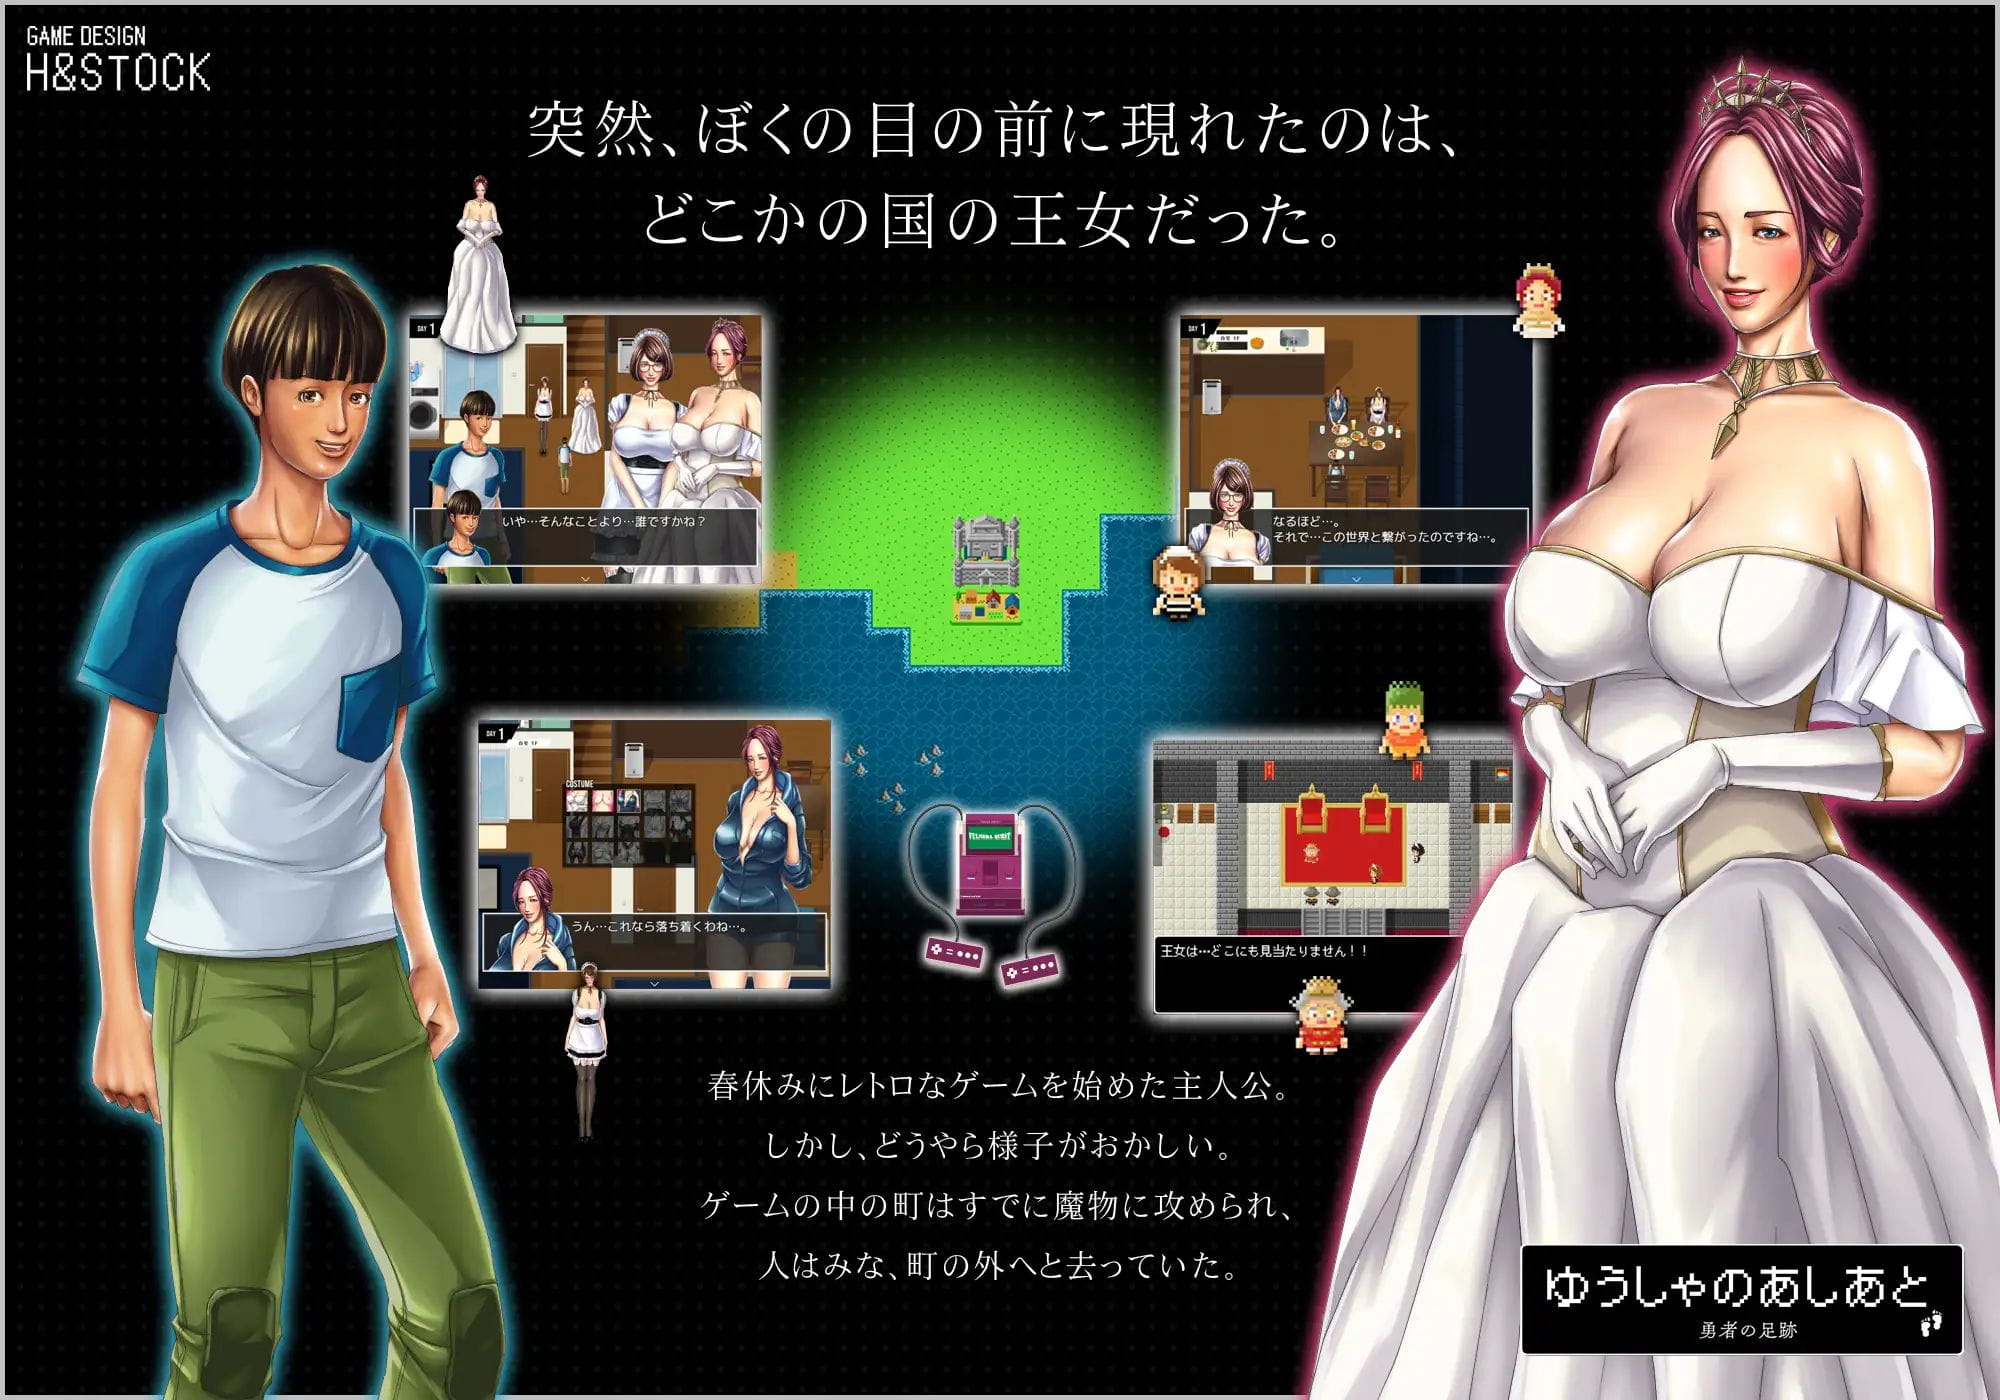 GAME DESIGN
H&STOCK
突然、ぼくの目の前に現れたのは、
どこかの国の王女だった。
DAY 1
いや…そんなことより…誰ですかね？
DAY 1
自宅 1F
なるほど…。
それで…この世界と繋がったのですね…。
DAY 1
自宅 1F
COSTUME
うん…これなら落ち着くわね…。
王女は…どこにも見当たりません！！
春休みにレトロなゲームを始めた主人公。
しかし、どうやら様子がおかしい。
ゲームの中の町はすでに魔物に攻められ、
人はみな、町の外へと去っていた。
ゆうしゃのあしあと
勇者の足跡